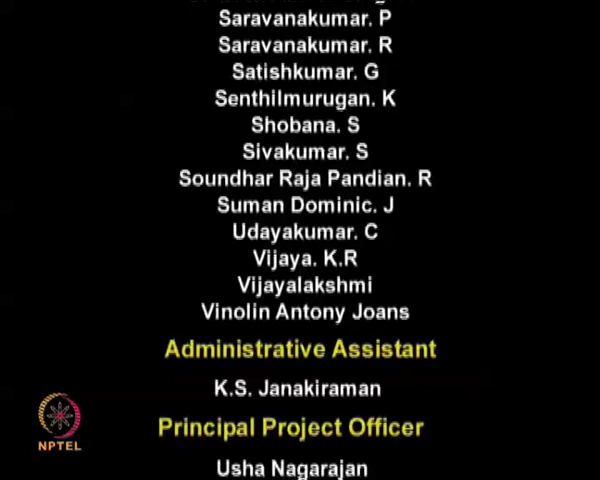 Saravanakumar. P
Saravanakumar. R
Satishkumar. G
Senthilmurugan. K
Shobana. S
Sivakumar. S
Soundhar Raja Pandian. R
Suman Dominic. J
Udayakumar. C
Vijaya. K.R
Vijayalakshmi
Vinolin Antony Joans
Administrative Assistant
K.S. Janakiraman
Principal Project Officer
NPTEL
Usha Nagarajan